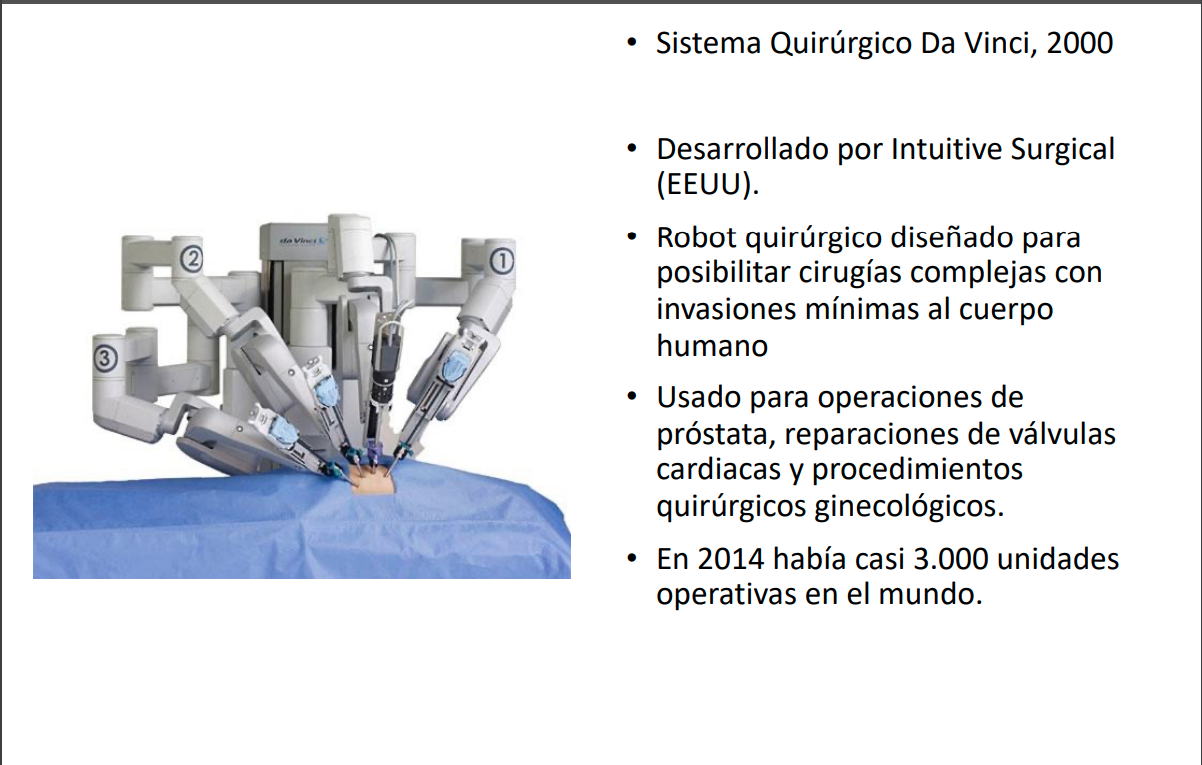 • Sistema Quirúrgico Da Vinci, 2000
• Desarrollado por Intuitive Surgical
(EEUU).
• Robot quirúrgico diseñado para
posibilitar cirugías complejas con
invasiones mínimas al cuerpo
humano
• Usado para operaciones de
próstata, reparaciones de válvulas
cardiacas y procedimientos
quirúrgicos ginecológicos.
• En 2014 había casi 3.000 unidades
operativas en el mundo.
da Vinci
2
1
3